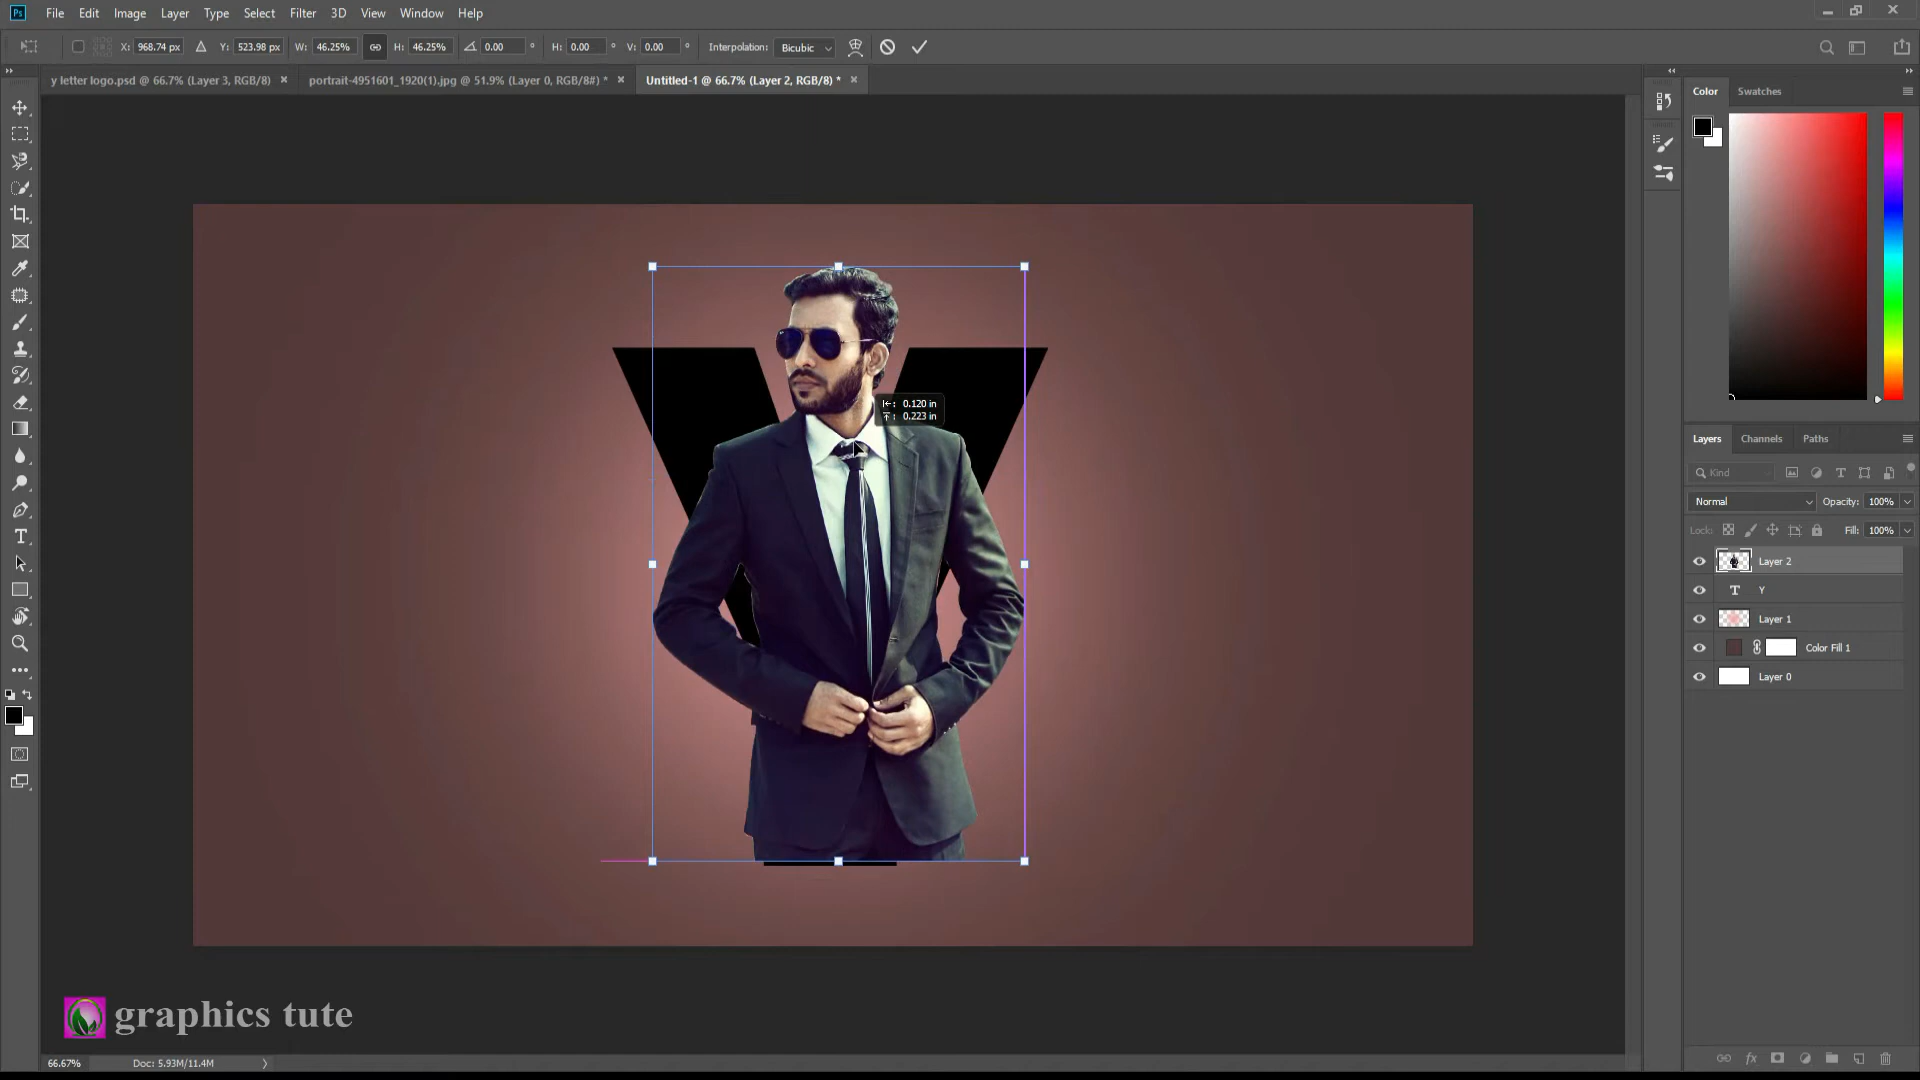 Ps File Edit Image Layer Type Select Filter 3D View Window Help
X: 968.74 px Y: 523.98 px W: 46.25% H: 46.25% 0.00 ° H: 0.00 ° V: 0.00 ° Interpolation: Bicubic
y letter logo.psd @ 66.7% (Layer 3, RGB/8) × portrait-4951601_1920(1).jpg @ 51.9% (Layer 0, RGB/8#) * × Untitled-1 @ 66.7% (Layer 2, RGB/8) * ×
Color Swatches
0.120 in
0.223 in
Layers Channels Paths
Kind
Normal Opacity: 100%
Lock: Fill: 100%
Layer 2
Y
Layer 1
Color Fill 1
Layer 0
graphics tute
66.67% Doc: 5.93M/11.4M